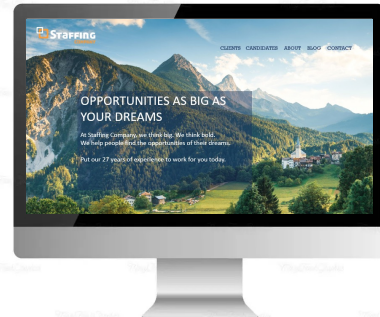 STAFFING
CLIENTS CANDIDATES ABOUT BLOG CONTACT
OPPORTUNITIES AS BIG AS
YOUR DREAMS
At Staffing Company, we think big. We think bold.
We help people find the opportunities of their dreams.
Put our 27 years of experience to work for you today.